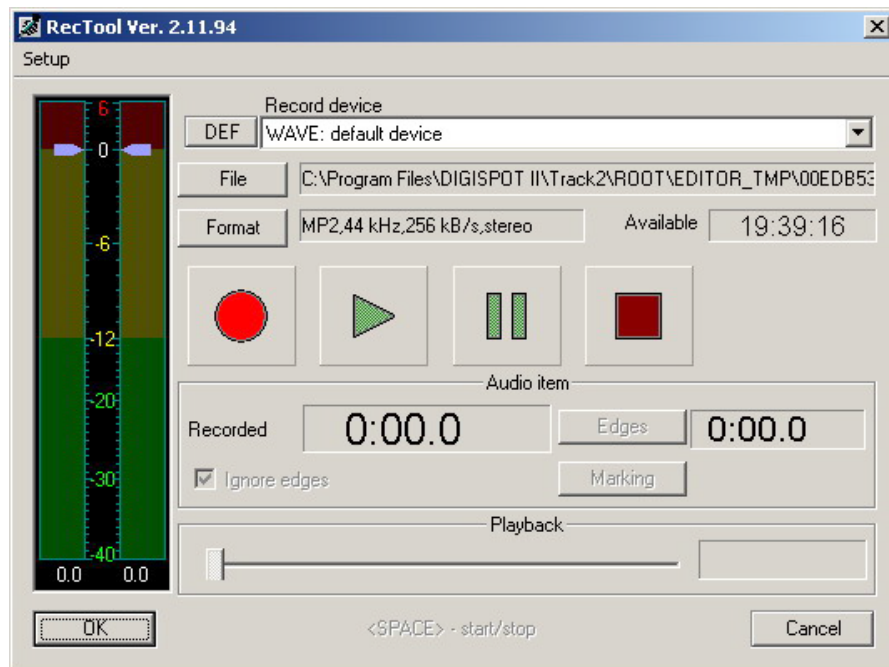 RecTool Ver. 2.11.94
Setup
Record device
DEF WAVE: default device
File C:\Program Files\DIGISPOT II\Track2\ROOT\EDITOR_TMP\00EDB53
Format MP2,44 kHz,256 kB/s,stereo Available 19:39:16
6
0
-6
-12
-20
-30
-40
0.0 0.0
Audio item
Recorded 0:00.0 Edges 0:00.0
Ignore edges Marking
Playback
OK <SPACE> - start/stop Cancel